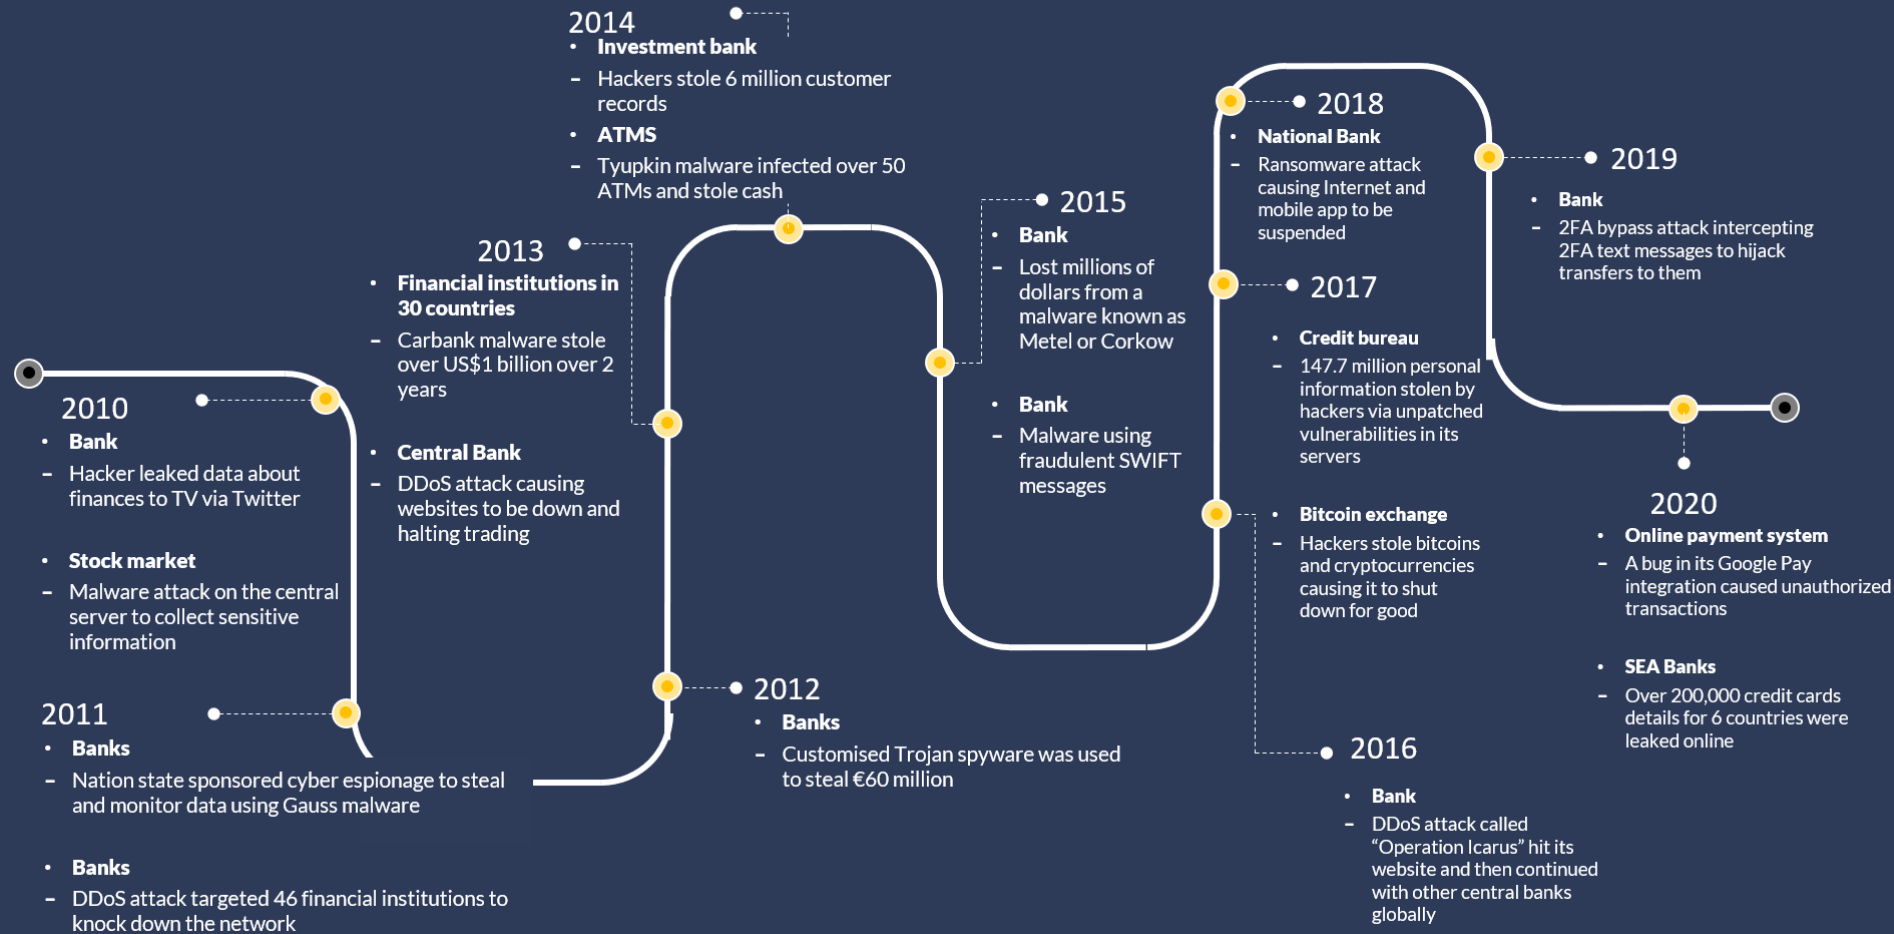 2010
• Bank
– Hacker leaked data about
finances to TV via Twitter
• Stock market
– Malware attack on the central
server to collect sensitive
information
2011
• Banks
– Nation state sponsored cyber espionage to steal
and monitor data using Gauss malware
• Banks
– DDoS attack targeted 46 financial institutions to
knock down the network
2012
• Banks
– Customised Trojan spyware was used
to steal €60 million
2013
• Financial institutions in
30 countries
– Carbank malware stole
over US$1 billion over 2
years
• Central Bank
– DDoS attack causing
websites to be down and
halting trading
2014
• Investment bank
– Hackers stole 6 million customer
records
• ATMS
– Tyupkin malware infected over 50
ATMs and stole cash
2015
• Bank
– Lost millions of
dollars from a
malware known as
Metel or Corkow
• Bank
– Malware using
fraudulent SWIFT
messages
2016
• Bank
– DDoS attack called
“Operation Icarus” hit its
website and then continued
with other central banks
globally
2017
• Credit bureau
– 147.7 million personal
information stolen by
hackers via unpatched
vulnerabilities in its
servers
• Bitcoin exchange
– Hackers stole bitcoins
and cryptocurrencies
causing it to shut
down for good
2018
• National Bank
– Ransomware attack
causing Internet and
mobile app to be
suspended
2019
• Bank
– 2FA bypass attack intercepting
2FA text messages to hijack
transfers to them
2020
• Online payment system
– A bug in its Google Pay
integration caused unauthorized
transactions
• SEA Banks
– Over 200,000 credit cards
details for 6 countries were
leaked online